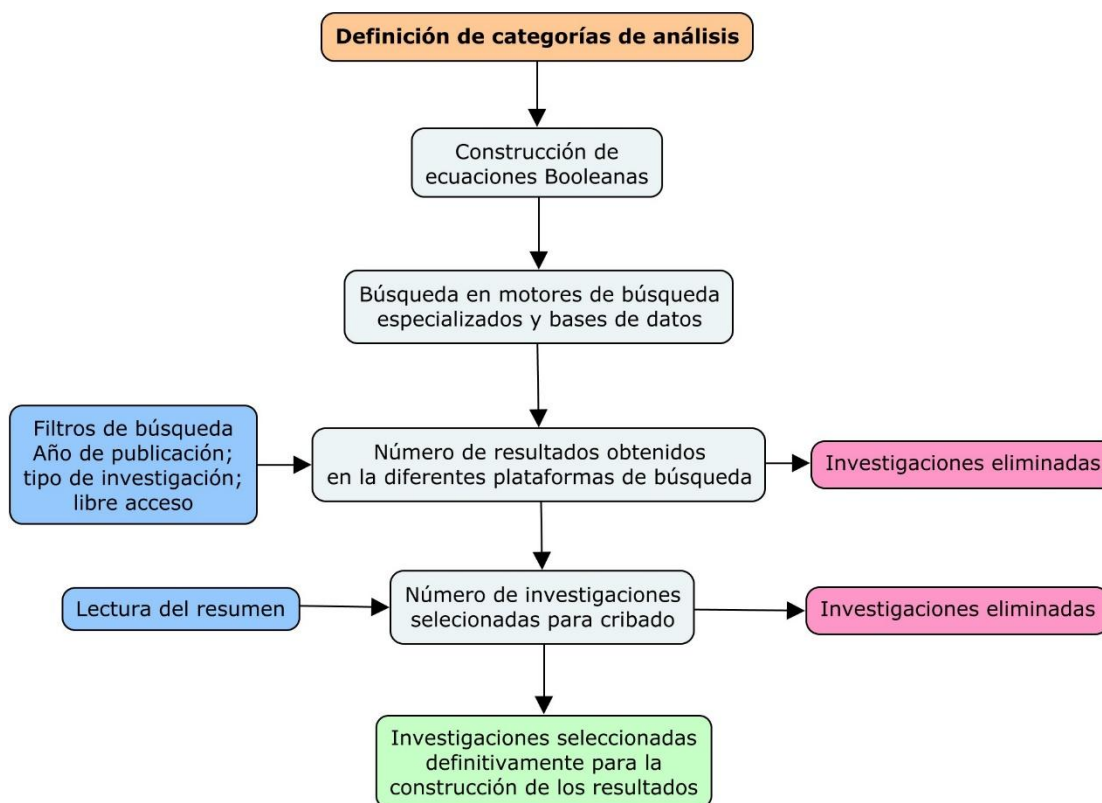 Definición de categorías de análisis
Construcción de
ecuaciones Booleanas
Búsqueda en motores de búsqueda
especializados y bases de datos
Filtros de búsqueda
Año de publicación;
tipo de investigación;
libre acceso
Número de resultados obtenidos
en la diferentes plataformas de búsqueda
Investigaciones eliminadas
Lectura del resumen
Número de investigaciones
selecionadas para cribado
Investigaciones eliminadas
Investigaciones seleccionadas
definitivamente para la
construcción de los resultados